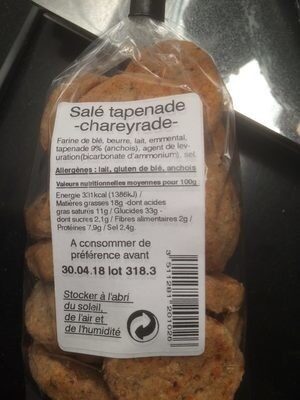 Salé tapenade
-chareyrade-
Farine de blé, beurre, lait, emmental,
tapenade 9% (anchois), agent de lev-
uration(bicarbonate d'ammonium), sel.
Allergènes : lait, gluten de blé, anchois
Valeurs nutritionnelles moyennes pour 100g
Energie 331kcal (1386kJ) /
Matières grasses 18g -dont acides
gras saturés 11g / Glucides 33g -
dont sucres 2,1g / Fibres alimentaires 2g /
Protéines 7,9g / Sel 2,4g.
A consommer de
préférence avant
30.04.18 lot 318.3
Stocker à l'abri
du soleil,
de l'air et
de l'humidité